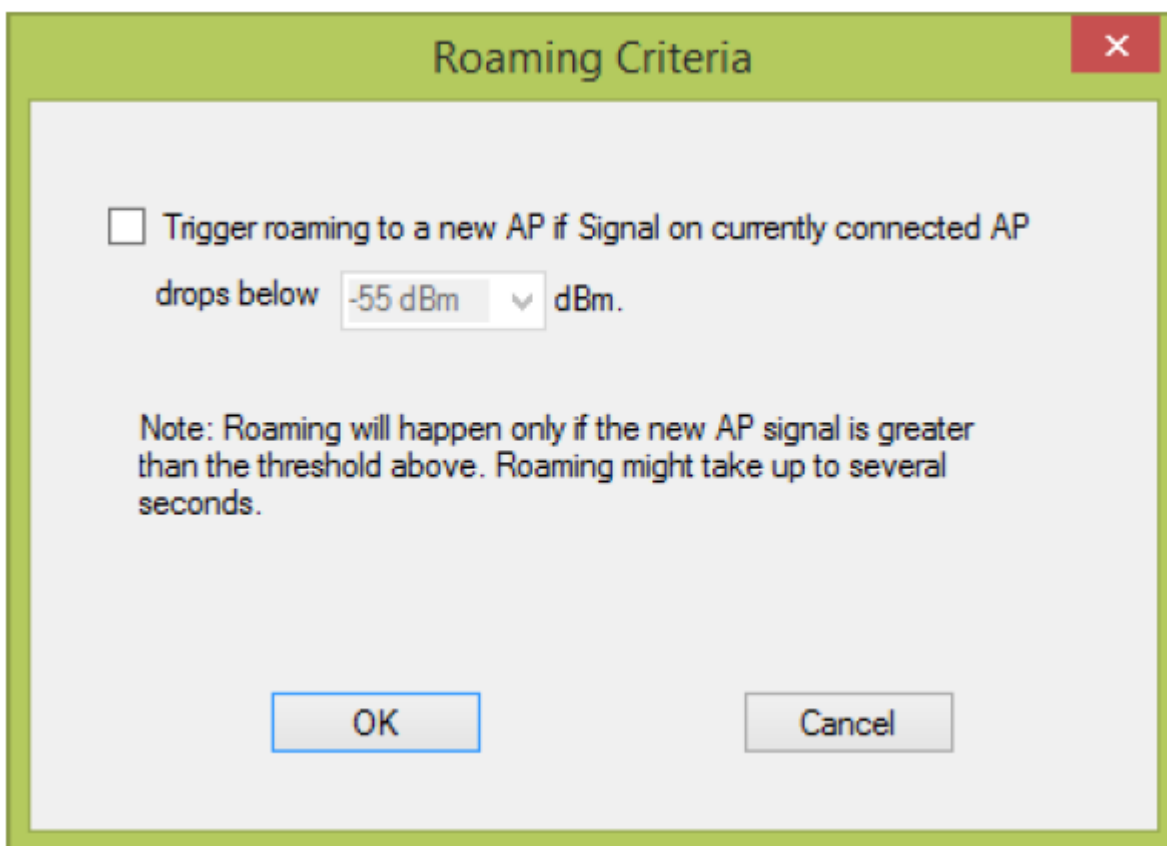 Roaming Criteria
Trigger roaming to a new AP if Signal on currently connected AP
drops below -55 dBm dBm.
Note: Roaming will happen only if the new AP signal is greater
than the threshold above. Roaming might take up to several
seconds.
OK Cancel